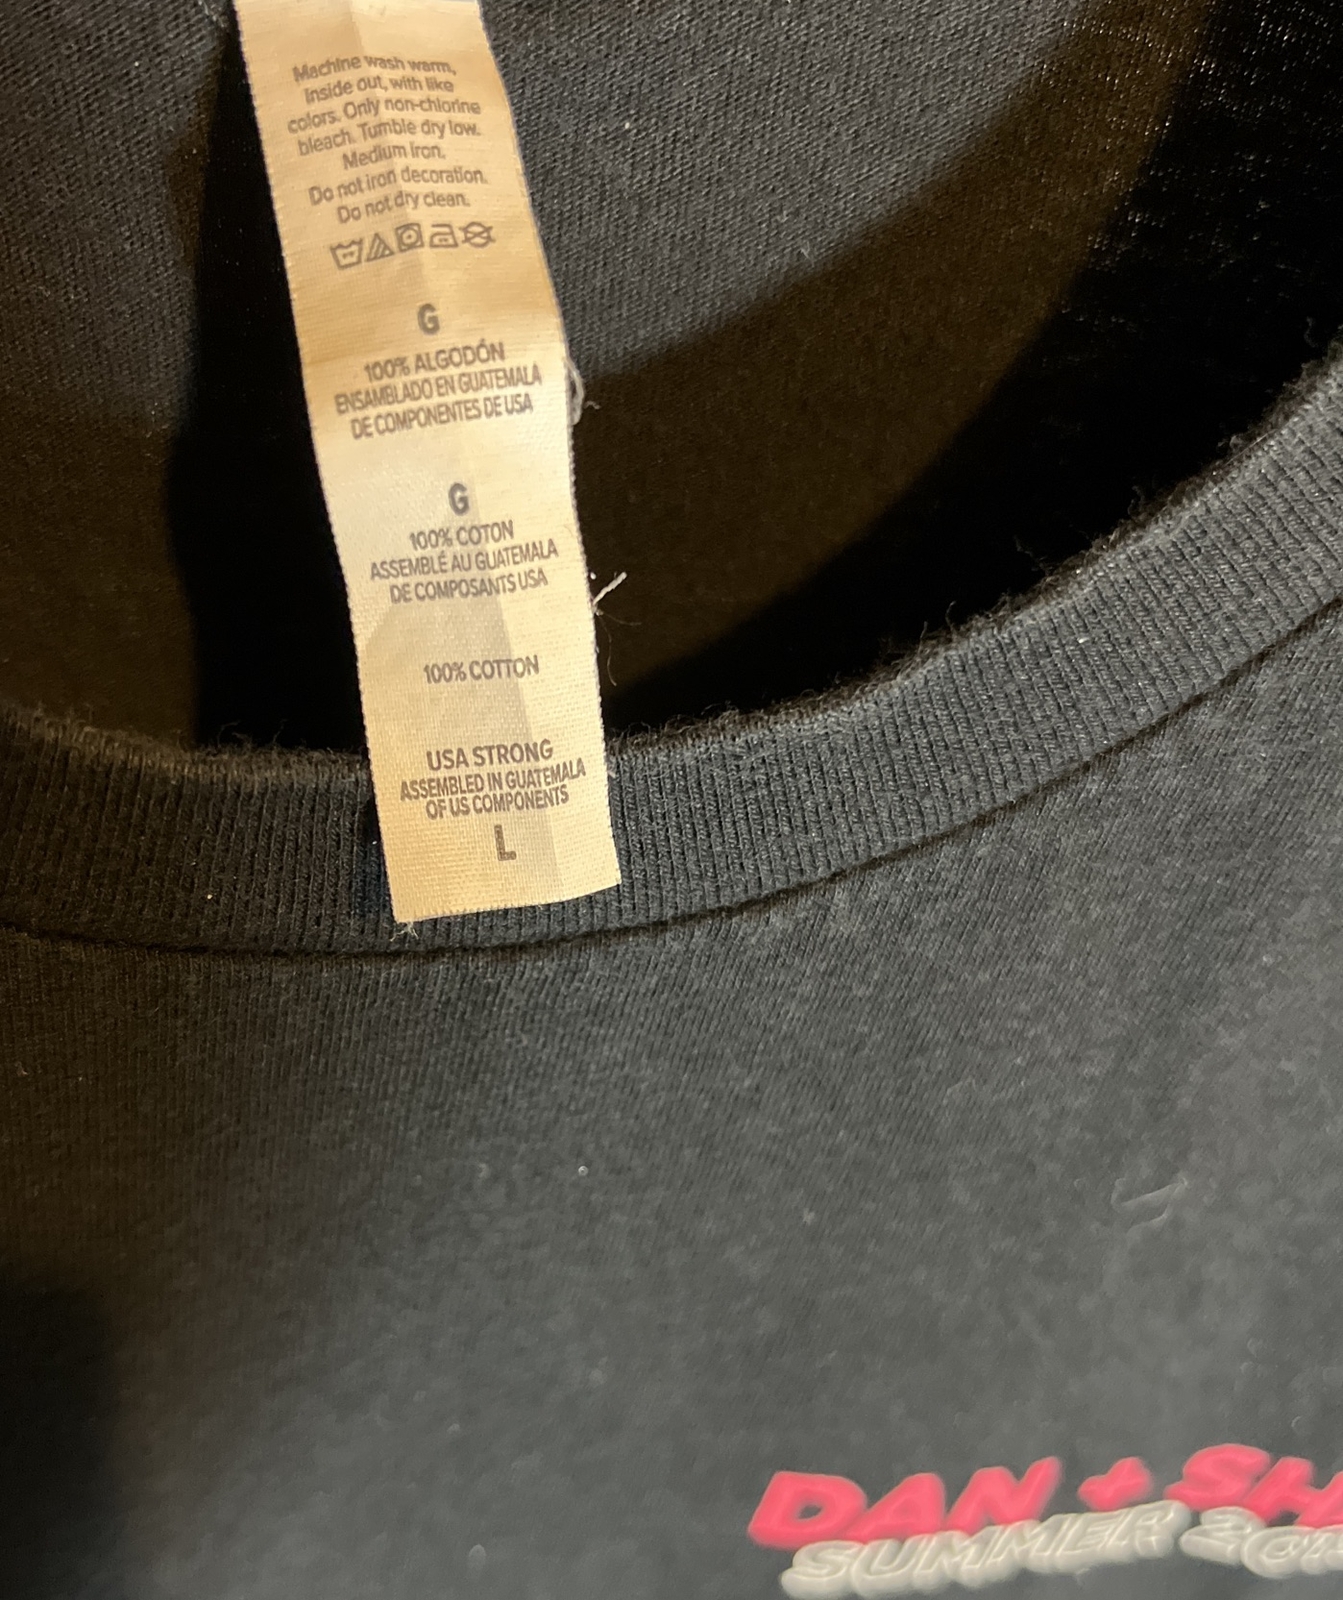 Machine wash warm,
inside out, with like
colors. Only non-chlorine
bleach. Tumble dry low.
Medium iron.
Do not iron decoration.
Do not dry clean.
G
100% ALGODÓN
ENSAMBLADO EN GUATEMALA
DE COMPONENTES DE USA
G
100% COTON
ASSEMBLÉ AU GUATEMALA
DE COMPOSANTS USA
100% COTTON
USA STRONG
ASSEMBLED IN GUATEMALA
OF US COMPONENTS
L
DAN + SH
SUMMER